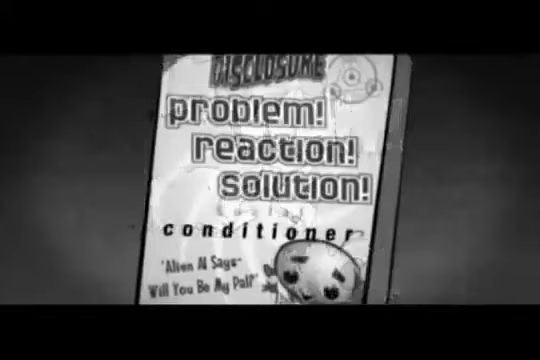 DISCLOSURE
problem!
reaction!
solution!
conditioner
"Alien Al Says-
Will You Be My Pal?"